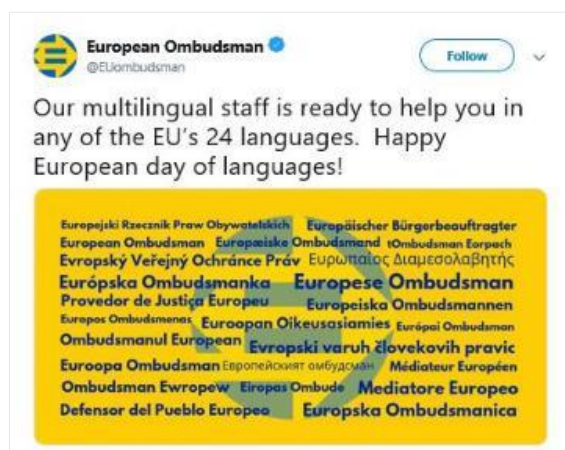 European Ombudsman
@EUombudsman
Follow
Our multilingual staff is ready to help you in
any of the EU's 24 languages. Happy
European day of languages!
Europejski Rzecznik Praw Obywatelskich Europäischer Bürgerbeauftragter
European Ombudsman Europæiske Ombudsmand tOmbudsman Eorpach
Evropský Veřejný Ochránce Práv Ευρωπαίος Διαμεσολαβητής
Európska Ombudsmanka Europese Ombudsman
Provedor de Justiça Europeu Europeiska Ombudsmannen
Europos Ombudsmenas Euroopan Oikeusasiamies Európai Ombudsman
Ombudsmanul European Evropski varuh človekovih pravic
Euroopa Ombudsman Европейският омбудсман Médiateur Européen
Ombudsman Ewropew Eiropas Ombude Mediatore Europeo
Defensor del Pueblo Europeo Europska Ombudsmanica